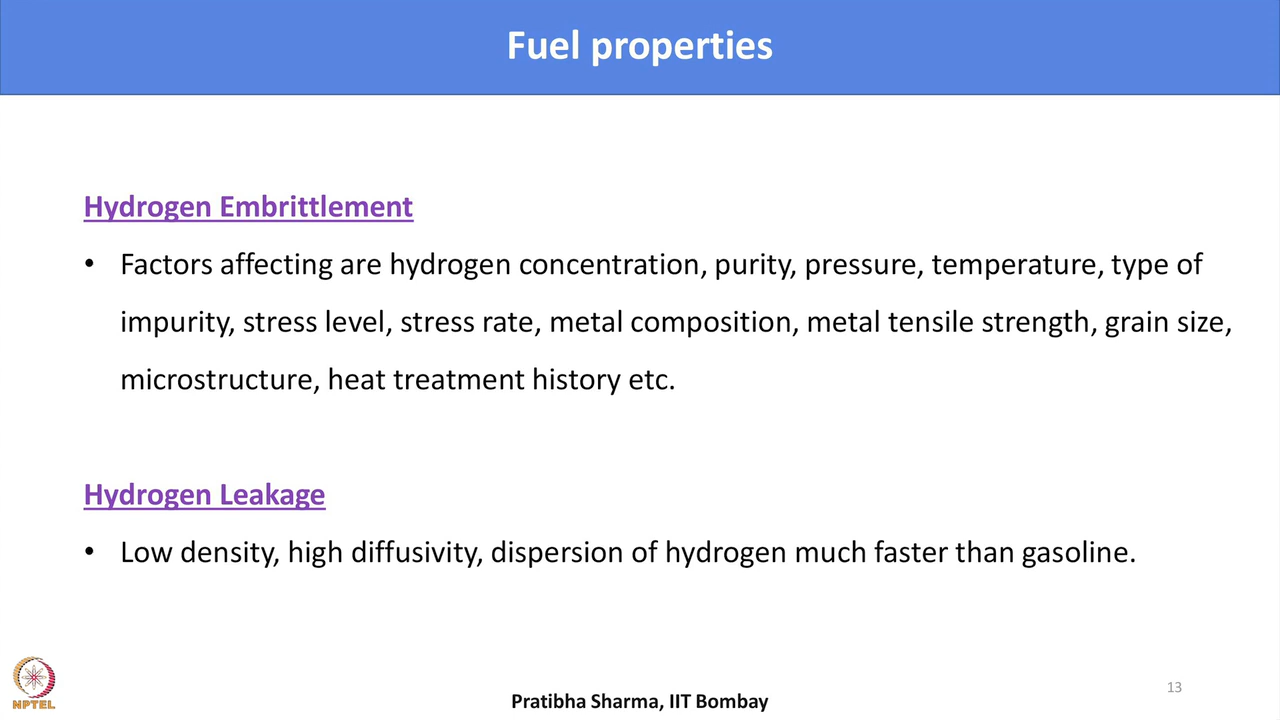 Fuel properties
Hydrogen Embrittlement
• Factors affecting are hydrogen concentration, purity, pressure, temperature, type of
impurity, stress level, stress rate, metal composition, metal tensile strength, grain size,
microstructure, heat treatment history etc.
Hydrogen Leakage
• Low density, high diffusivity, dispersion of hydrogen much faster than gasoline.
NPTEL
Pratibha Sharma, IIT Bombay
13